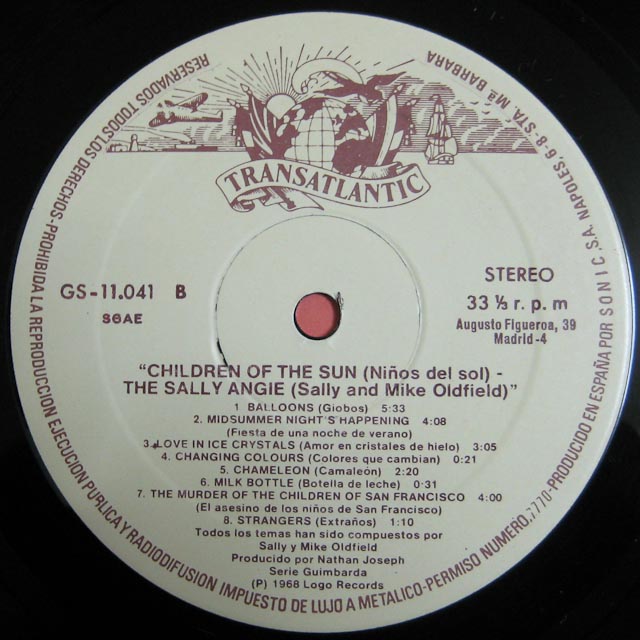 RESERVADOS TODOS LOS DERECHOS-PROHIBIDA LA REPRODUCCION EJECUCION PUBLICA Y RADIODIFUSION IMPUESTO DE LUJO A METALICO-PERMISO NUMERO,7.770-PRODUCIDO EN ESPAÑA POR SONIC S.A. NAPOLES, 6-8-STA. Mª BARBARA
TRANSATLANTIC
GS-11.041 B
SGAE
STEREO
33 ⅓ r. p. m
Augusto Figueroa, 39
Madrid-4
"CHILDREN OF THE SUN (Niños del sol) -
THE SALLY ANGIE (Sally and Mike Oldfield)"
1 BALLOONS (Globos) 5:33
2. MIDSUMMER NIGHT'S HAPPENING 4:08
(Fiesta de una noche de verano)
3. LOVE IN ICE CRYSTALS (Amor en cristales de hielo) 3:05
4. CHANGING COLOURS (Colores que cambian) 0:21
5. CHAMELEON (Camaleón) 2:20
6. MILK BOTTLE (Botella de leche) 0:31
7. THE MURDER OF THE CHILDREN OF SAN FRANCISCO 4:00
(El asesino de los niños de San Francisco)
8. STRANGERS (Extraños) 1:10
Todos los temas han sido compuestos por
Sally y Mike Oldfield
Producido por Nathan Joseph
Serie Guimbarda
(P) 1968 Logo Records